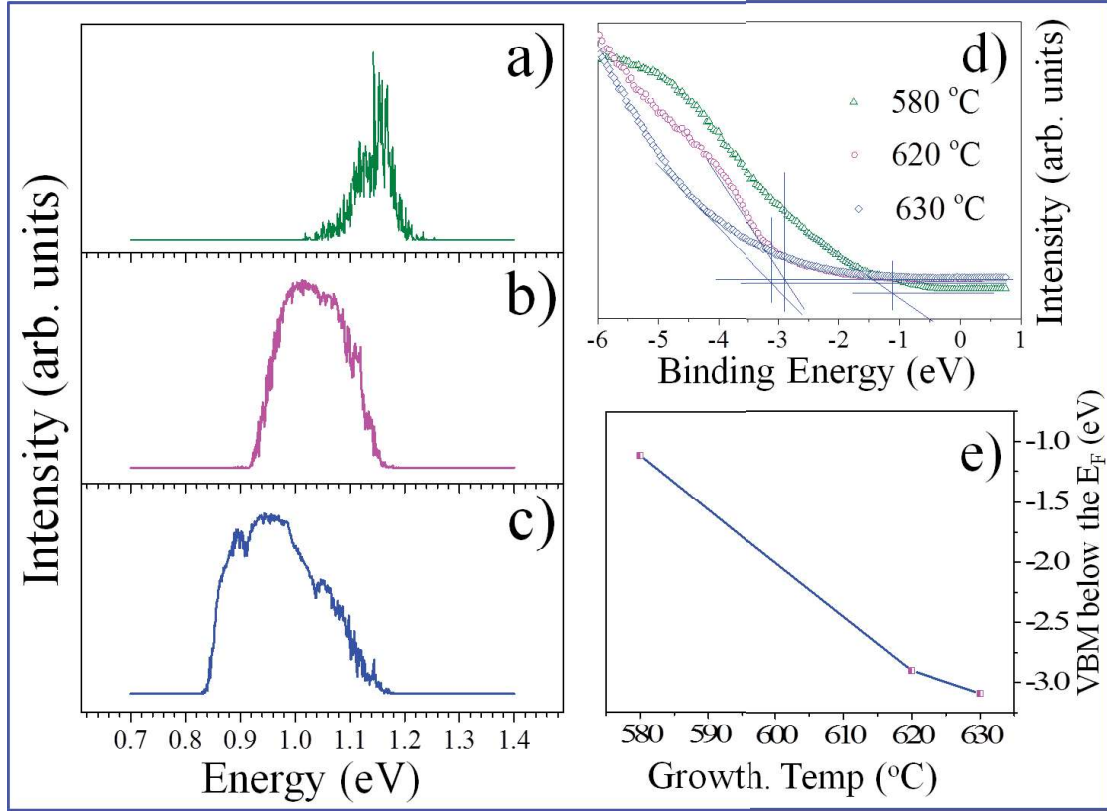 a)
b)
c)
Intensity (arb. units)
0.7 0.8 0.9 1.0 1.1 1.2 1.3 1.4
Energy (eV)
d)
580 °C
620 °C
630 °C
Intensity (arb. units)
-6 -5 -4 -3 -2 -1 0 1
Binding Energy (eV)
e)
-1.0
-1.5
-2.0
-2.5
-3.0
VBM below the E_F (eV)
580 590 600 610 620 630
Growth. Temp (°C)